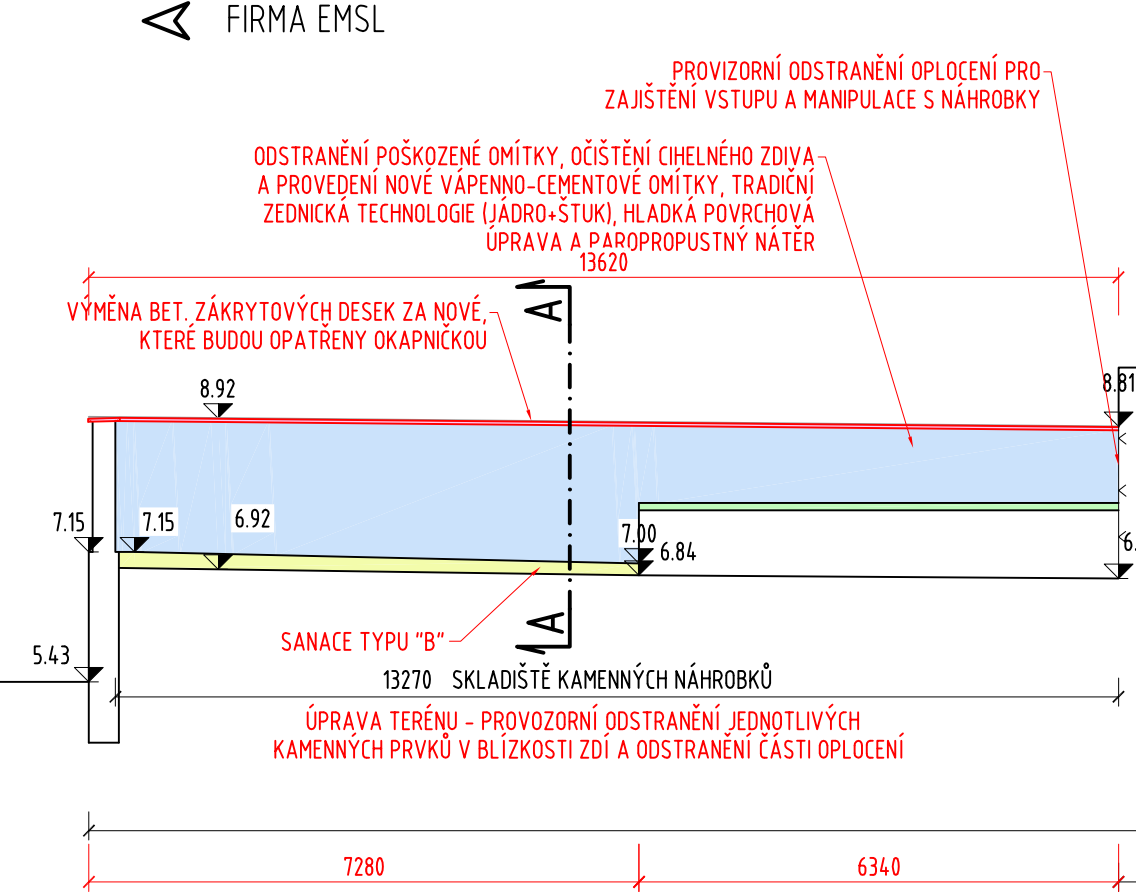 FIRMA EMSL
PROVIZORNÍ ODSTRANĚNÍ OPLOCENÍ PRO
ZAJIŠTĚNÍ VSTUPU A MANIPULACE S NÁHROBKY
ODSTRANĚNÍ POŠKOZENÉ OMÍTKY, OČIŠTĚNÍ CIHELNÉHO ZDIVA
A PROVEDENÍ NOVÉ VÁPENNO-CEMENTOVÉ OMÍTKY, TRADIČNÍ
ZEDNICKÁ TECHNOLOGIE (JÁDRO+ŠTUK), HLADKÁ POVRCHOVÁ
ÚPRAVA A PAROPROPUSTNÝ NÁTĚR
13620
VÝMĚNA BET. ZÁKRYTOVÝCH DESEK ZA NOVÉ,
KTERÉ BUDOU OPATŘENY OKAPNIČKOU
A
8.92
8.81
7.15
7.15
6.92
7.00
6.84
6.
A
SANACE TYPU "B"
5.43
13270 SKLADIŠTĚ KAMENNÝCH NÁHROBKŮ
ÚPRAVA TERÉNU - PROVOZORNÍ ODSTRANĚNÍ JEDNOTLIVÝCH
KAMENNÝCH PRVKŮ V BLÍZKOSTI ZDÍ A ODSTRANĚNÍ ČÁSTI OPLOCENÍ
7280
6340